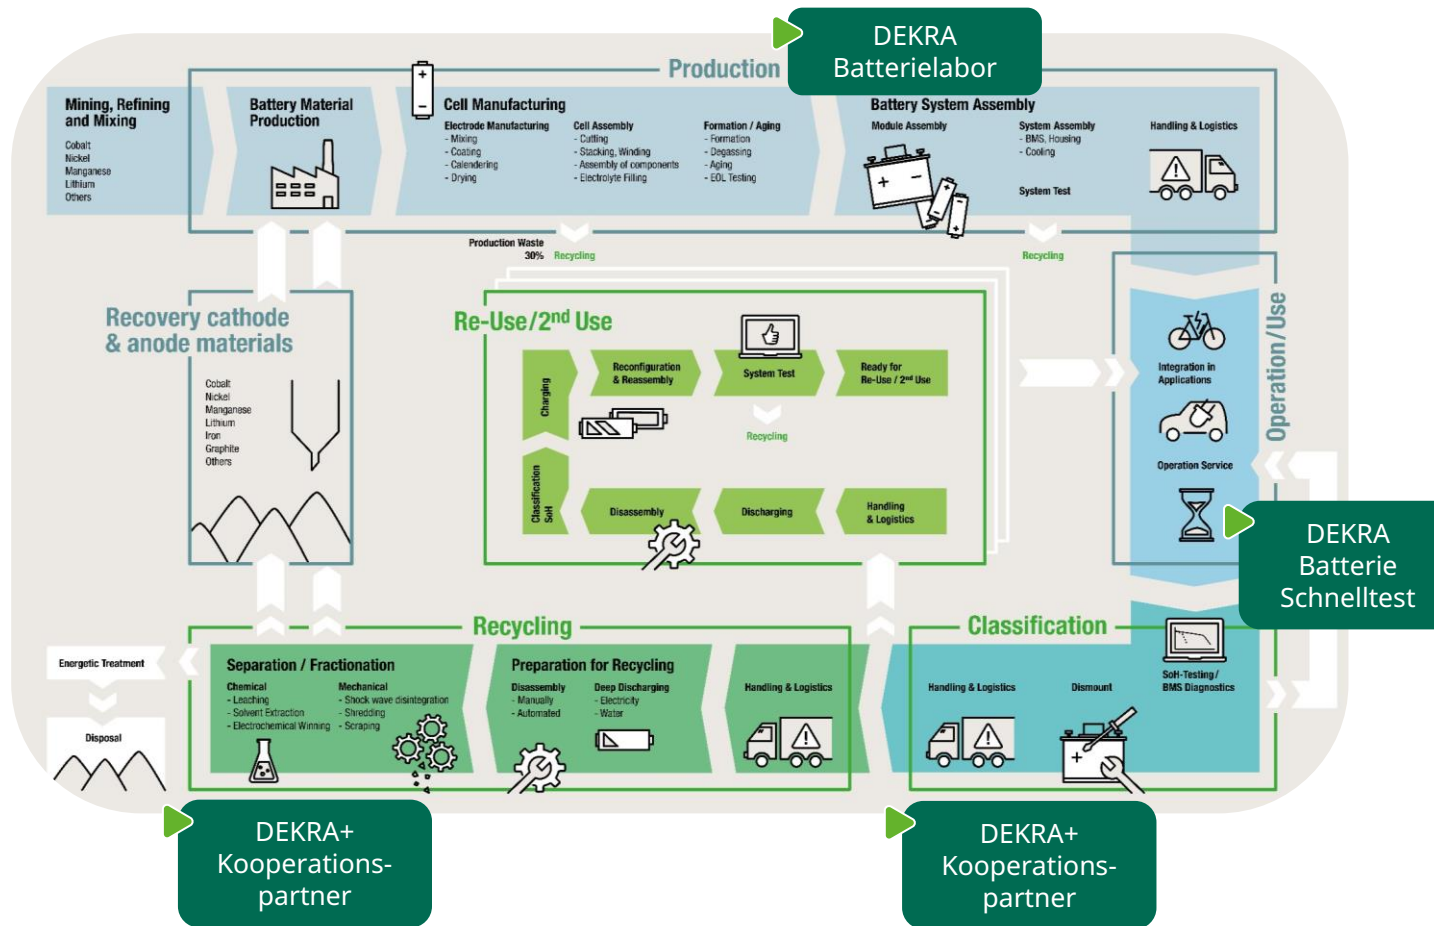 DEKRA
Batterielabor
Production
Mining, Refining
and Mixing
Cobalt
Nickel
Manganese
Lithium
Others
Battery Material
Production
Cell Manufacturing
Electrode Manufacturing
- Mixing
- Coating
- Calendering
- Drying
Cell Assembly
- Cutting
- Stacking, Winding
- Assembly of components
- Electrolyte Filling
Formation / Aging
- Formation
- Degassing
- Aging
- EOL Testing
Battery System Assembly
Module Assembly
System Assembly
- BMS, Housing
- Cooling
System Test
Handling & Logistics
Production Waste
30% Recycling
Recycling
Recovery cathode
& anode materials
Cobalt
Nickel
Manganese
Lithium
Iron
Graphite
Others
Re-Use/2nd Use
Charging
Reconfiguration
& Reassembly
System Test
Ready for
Re-Use / 2nd Use
Recycling
Classification
SoH
Disassembly
Discharging
Handling
& Logistics
Operation/Use
Integration in
Applications
Operation Service
DEKRA
Batterie
Schnelltest
Recycling
Energetic Treatment
Disposal
Separation / Fractionation
Chemical
- Leaching
- Solvent Extraction
- Electrochemical Winning
Mechanical
- Shock wave disintegration
- Shredding
- Scraping
Preparation for Recycling
Disassembly
- Manually
- Automated
Deep Discharging
- Electricity
- Water
Handling & Logistics
Classification
Handling & Logistics
Dismount
SoH-Testing /
BMS Diagnostics
DEKRA+
Kooperations-
partner
DEKRA+
Kooperations-
partner